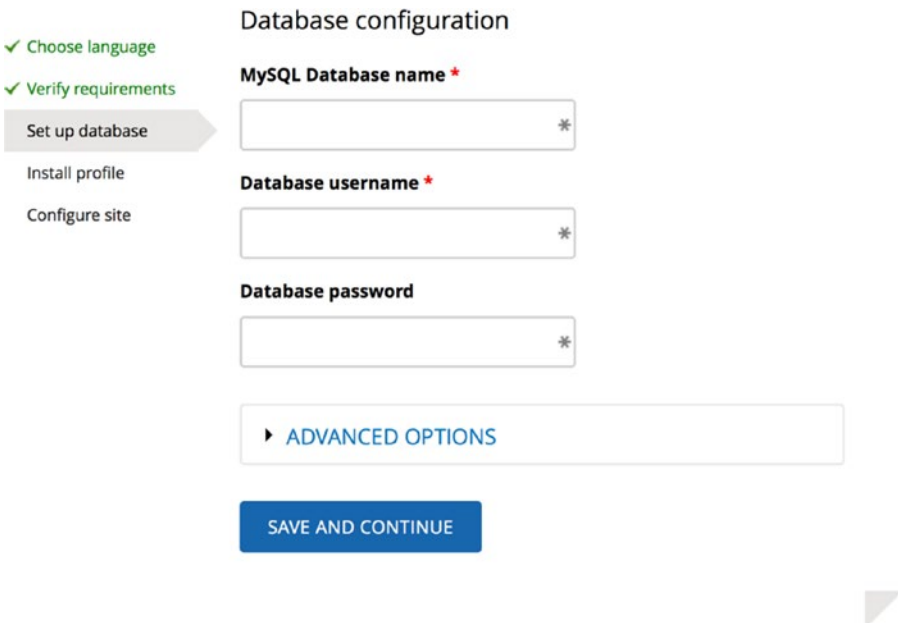 Choose language
Verify requirements
Set up database
Install profile
Configure site
Database configuration
MySQL Database name *
Database username *
Database password
ADVANCED OPTIONS
SAVE AND CONTINUE